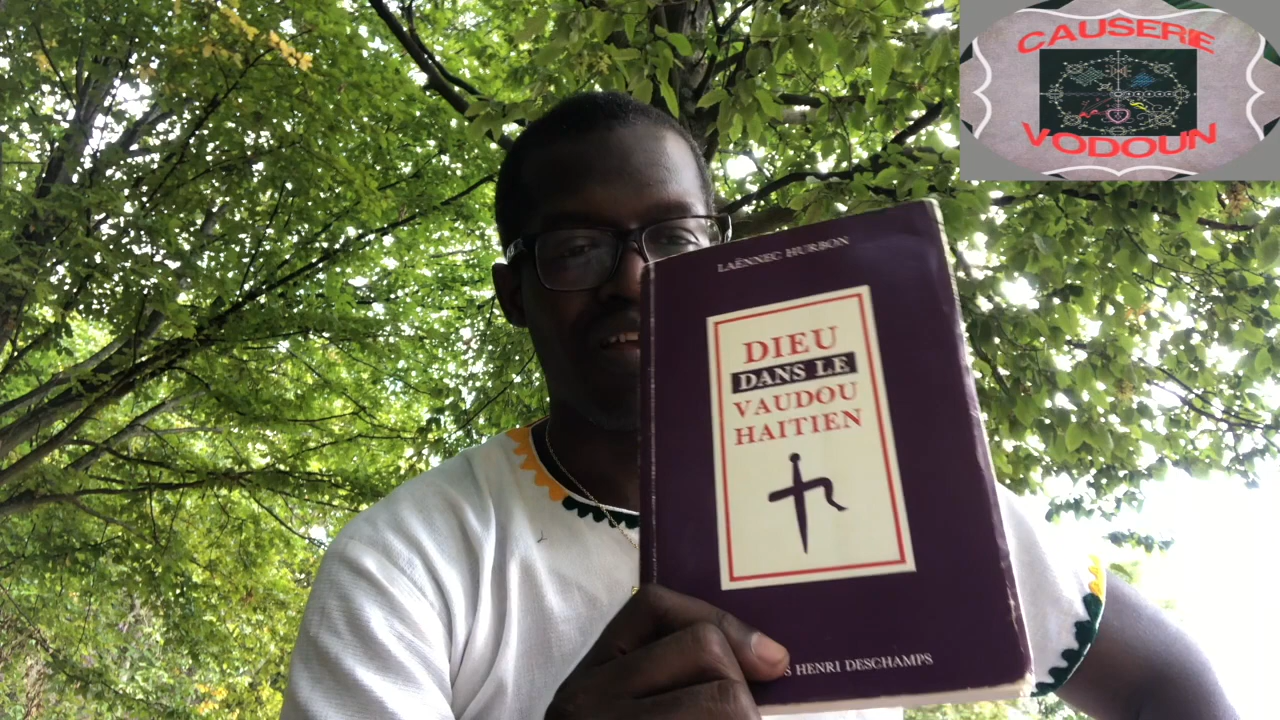 CAUSERIE
VODOUN
LAËNNEC HURBON
DIEU
DANS LE
VAUDOU
HAITIEN
S HENRI DESCHAMPS